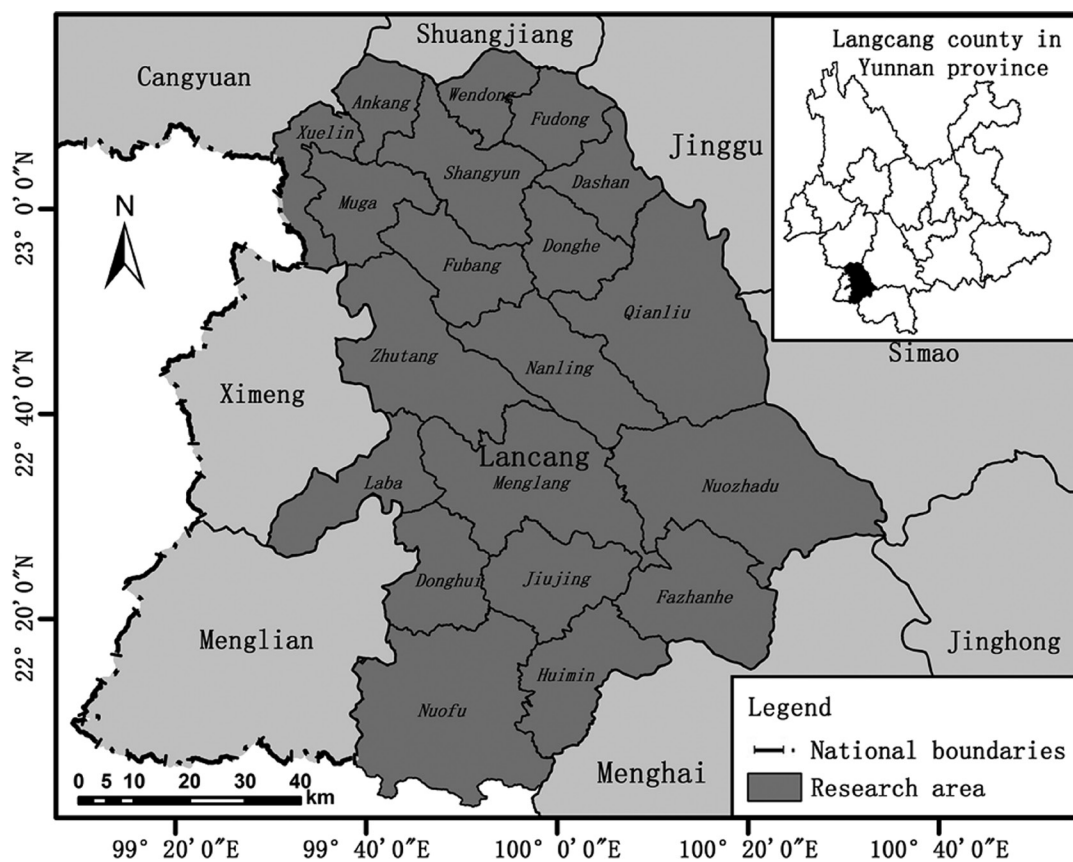 Shuangjiang
Cangyuan
Langcang county in
Yunnan province
Ankang
Wendong
Fudong
Xuelin
Jinggu
Shangyun
Dashan
Muga
Donghe
Fubang
N
Qianliu
Zhutang
Nanling
Simao
Ximeng
Lancang
Menglang
Laba
Nuozhadu
Donghui
Jiujing
Fazhanhe
Menglian
Jinghong
Huimin
Nuofu
Menghai
Legend
National boundaries
Research area
0 5 10 20 30 40
km
23° 0′ 0″N
22° 40′ 0″N
22° 20′ 0″N
99° 20′ 0″E 99° 40′ 0″E 100° 0′ 0″E 100° 20′ 0″E 100° 40′ 0″E